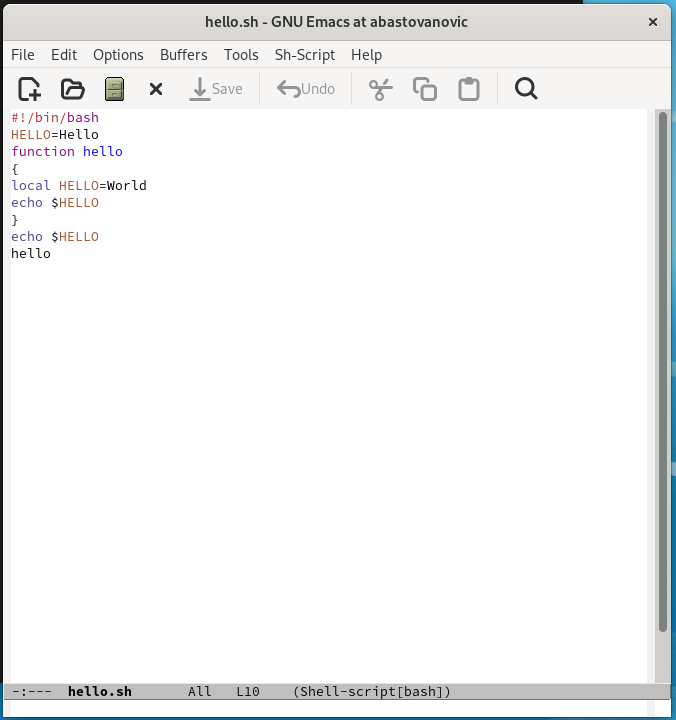 hello.sh - GNU Emacs at abastovanovic
File Edit Options Buffers Tools Sh-Script Help
Save Undo
#!/bin/bash
HELLO=Hello
function hello
{
local HELLO=World
echo $HELLO
}
echo $HELLO
hello
-:--- hello.sh All L10 (Shell-script[bash])